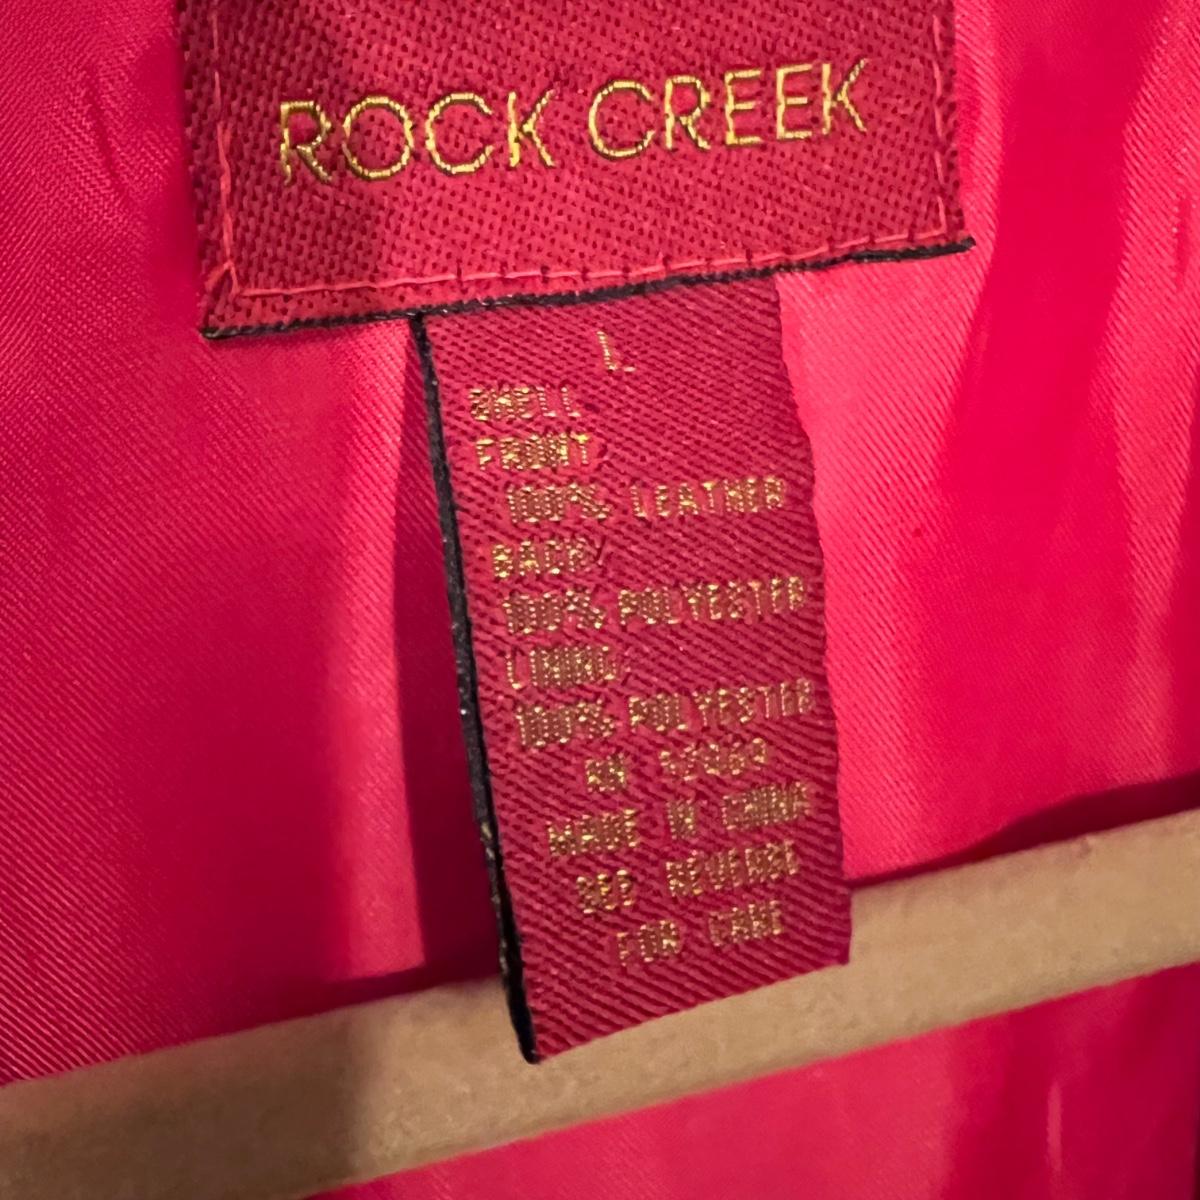 ROCK CREEK
L
SHELL
FRONT
100% LEATHER
BACK/
100% POLYESTER
LINING:
100% POLYESTER
RN
MADE IN CHINA
SEE REVERSE
FOR CARE